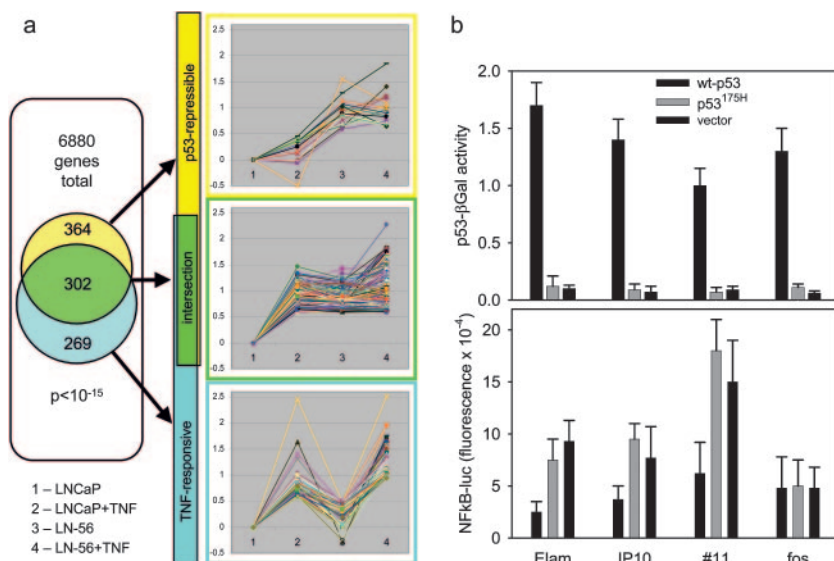 a
6880
genes
total
364
302
269
p<10⁻¹⁵
1 – LNCaP
2 – LNCaP+TNF
3 – LN-56
4 – LN-56+TNF
p53-repressible
intersection
TNF-responsive
2.5
2
1.5
1
0.5
0
-0.5
1 2 3 4
2.5
2
1.5
1
0.5
0
-0.5
1 2 3 4
2.5
2
1.5
1
0.5
0
-0.5
1 2 3 4
b
p53-βGal activity
2.0
1.5
1.0
0.5
0.0
wt-p53
p53¹⁷⁵ᴴ
vector
NFkB-luc (fluorescence x 10⁻⁴)
20
15
10
5
0
Elam IP10 #11 fos